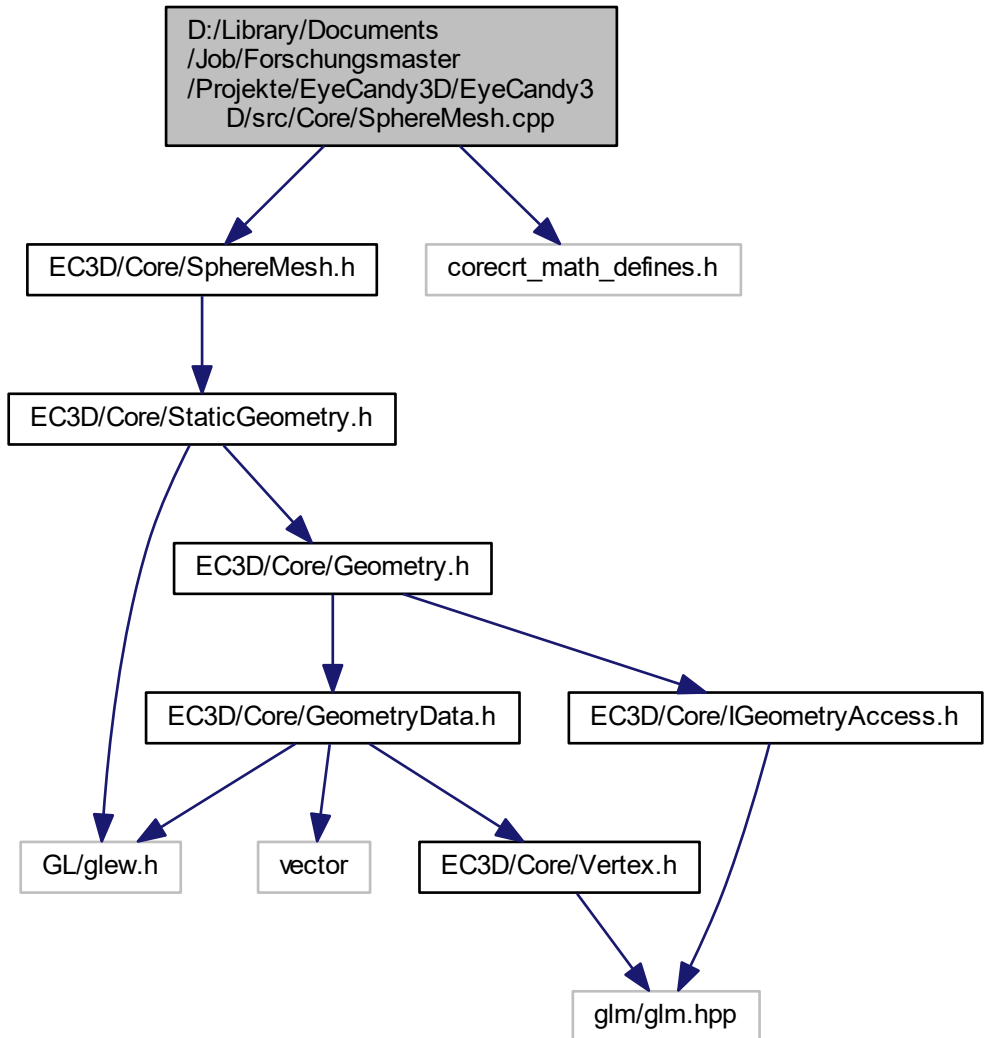 D:/Library/Documents
/Job/Forschungsmaster
/Projekte/EyeCandy3D/EyeCandy3
D/src/Core/SphereMesh.cpp
EC3D/Core/SphereMesh.h
corecrt_math_defines.h
EC3D/Core/StaticGeometry.h
EC3D/Core/Geometry.h
EC3D/Core/GeometryData.h
EC3D/Core/IGeometryAccess.h
GL/glew.h
vector
EC3D/Core/Vertex.h
glm/glm.hpp